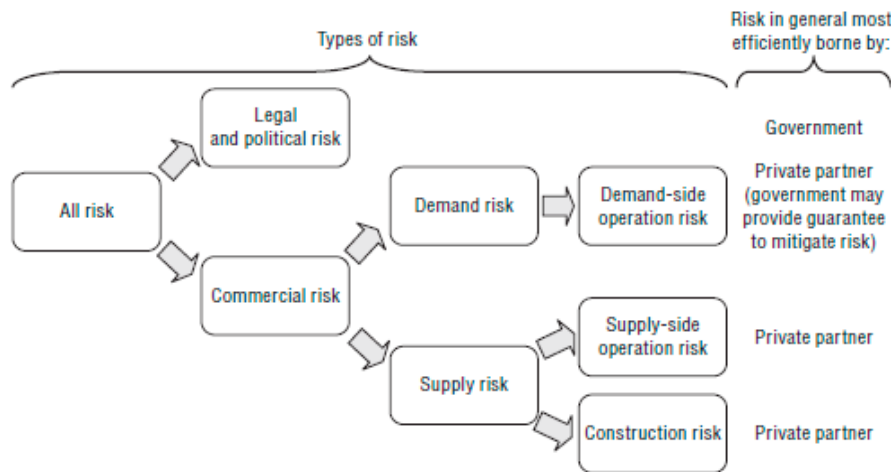 Types of risk
Risk in general most
efficiently borne by:
Legal
and political risk
Government
All risk
Demand risk
Demand-side
operation risk
Private partner
(government may
provide guarantee
to mitigate risk)
Commercial risk
Supply-side
operation risk
Private partner
Supply risk
Construction risk
Private partner